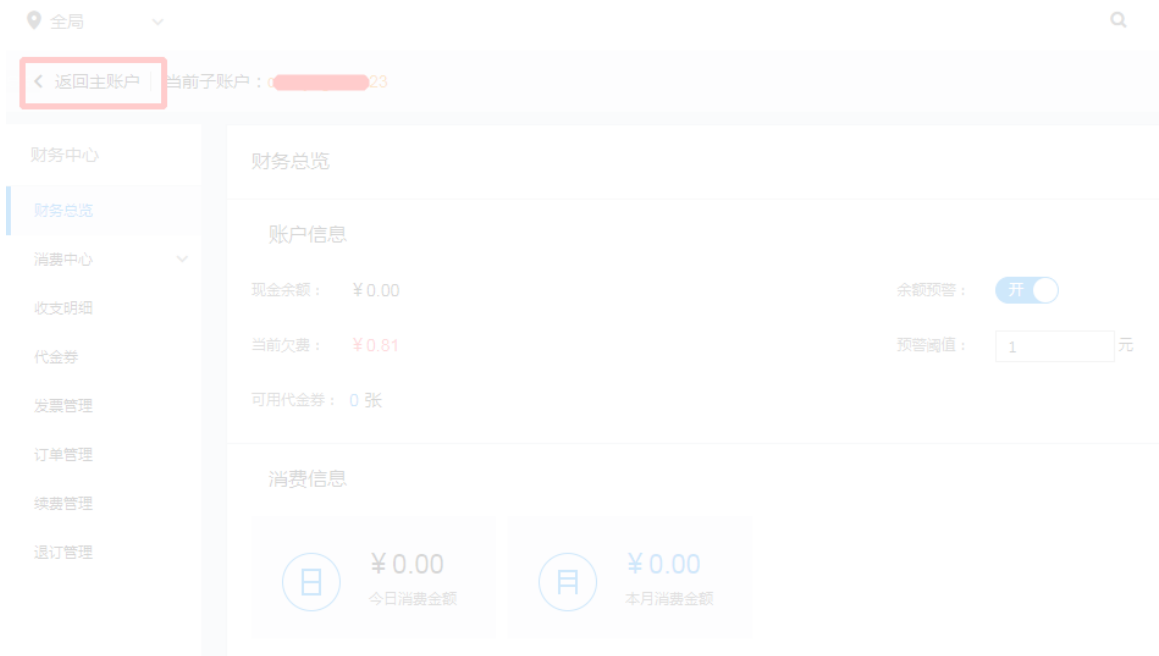 全局
返回主账户 当前子账户：
23
财务中心
财务总览
消费中心
收支明细
代金券
发票管理
订单管理
续费管理
退订管理
财务总览
账户信息
现金余额： ¥0.00
余额预警： 开
当前欠费： ¥0.81
预警阈值： 1 元
可用代金券： 0 张
消费信息
日
¥0.00
今日消费金额
月
¥0.00
本月消费金额